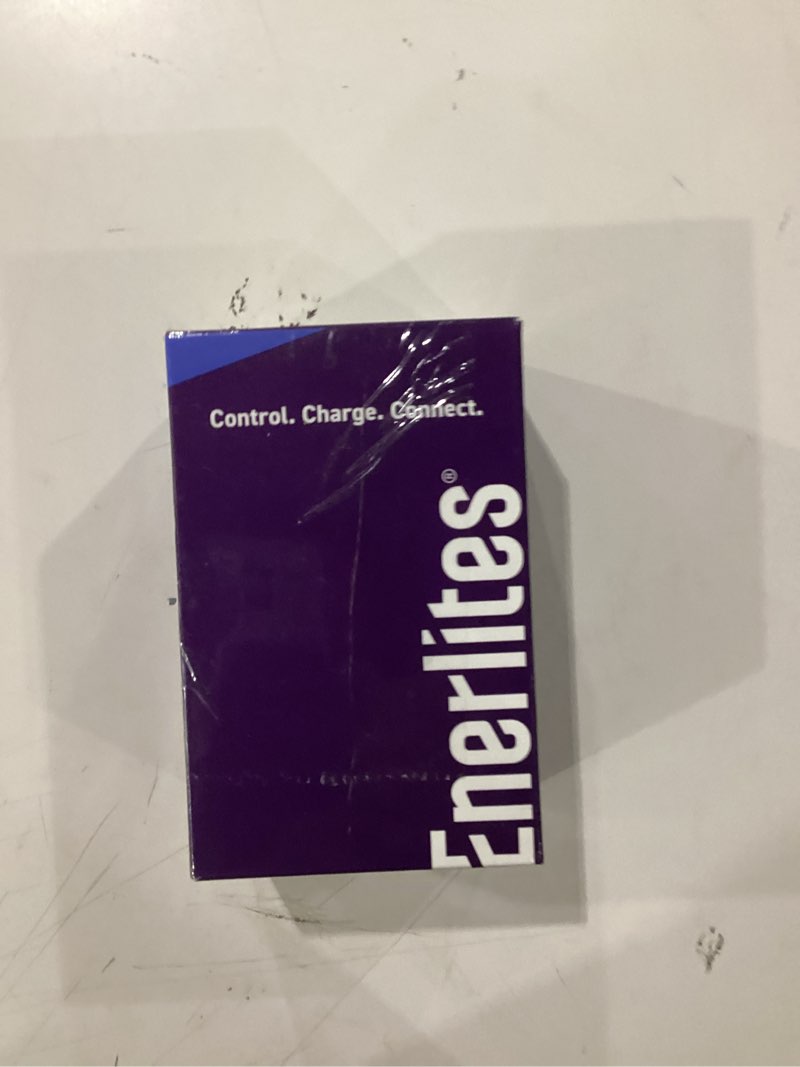 Control. Charge. Connect.
Enerlites®